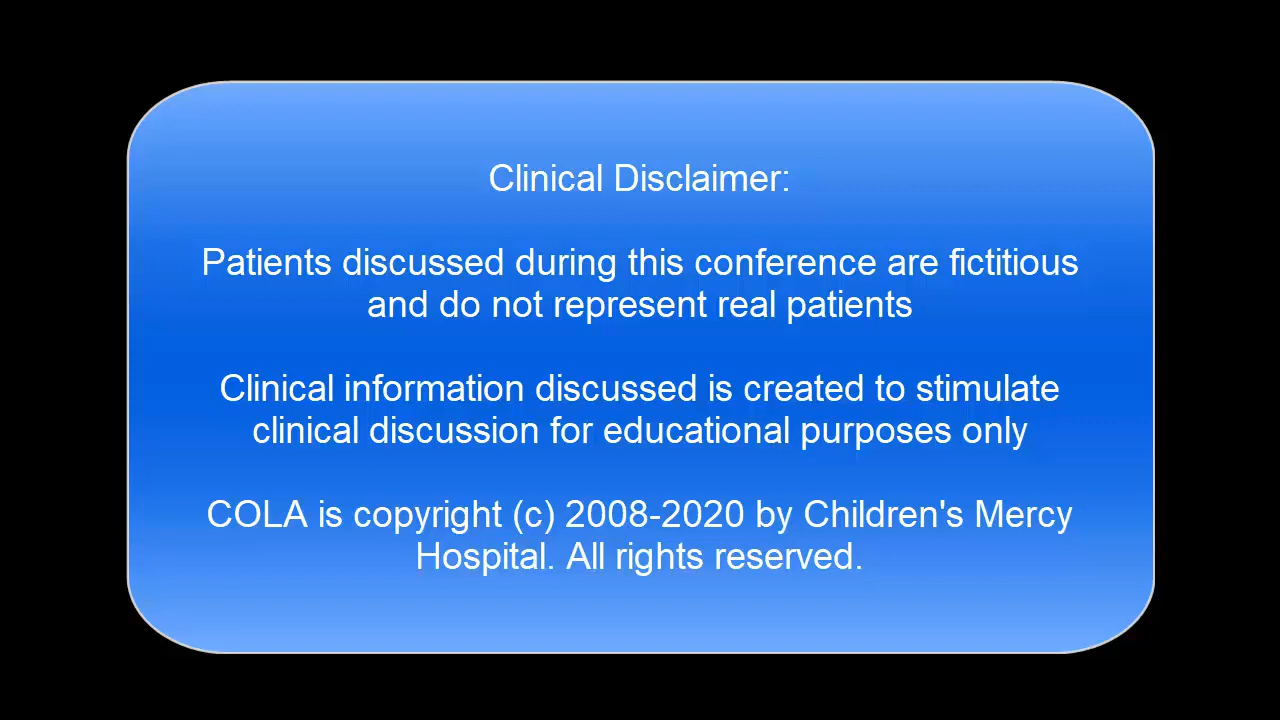 Clinical Disclaimer:
Patients discussed during this conference are fictitious
and do not represent real patients
Clinical information discussed is created to stimulate
clinical discussion for educational purposes only
COLA is copyright (c) 2008-2020 by Children's Mercy
Hospital. All rights reserved.